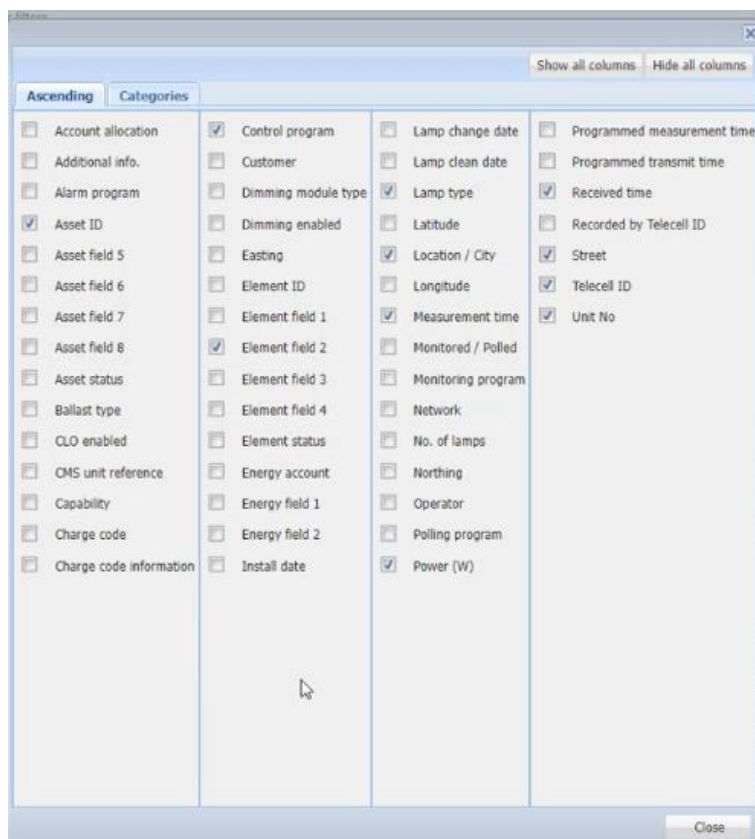 Show all columns Hide all columns
Ascending Categories
Account allocation
Additional info.
Alarm program
Asset ID
Asset field 5
Asset field 6
Asset field 7
Asset field 8
Asset status
Ballast type
CLO enabled
CMS unit reference
Capability
Charge code
Charge code information
Control program
Customer
Dimming module type
Dimming enabled
Easting
Element ID
Element field 1
Element field 2
Element field 3
Element field 4
Element status
Energy account
Energy field 1
Energy field 2
Install date
Lamp change date
Lamp clean date
Lamp type
Latitude
Location / City
Longitude
Measurement time
Monitored / Polled
Monitoring program
Network
No. of lamps
Northing
Operator
Polling program
Power (W)
Programmed measurement time
Programmed transmit time
Received time
Recorded by Telecell ID
Street
Telecell ID
Unit No
Close